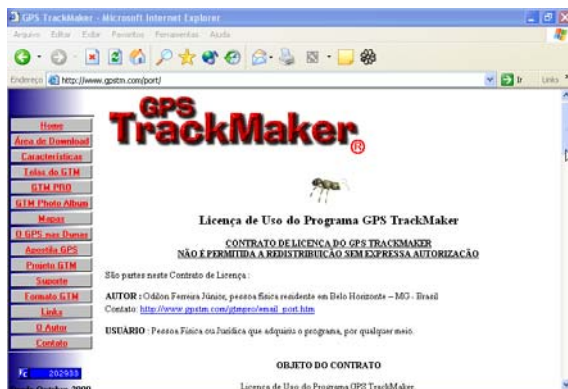 GPS TrackMaker - Microsoft Internet Explorer
Arquivo Editar Exibir Favoritos Ferramentas Ajuda
Endereço http://www.gpstm.com/port/ Ir Links
GPS
TrackMaker®
Home
Área de Download
Características
Telas do GTM
GTM PRO
GTM Photo Album
Mapas
O GPS nas Dunas
Apostila GPS
Projeto GTM
Suporte
Formato GTM
Links
O Autor
Contato
202933
Desde Outubro 2000
Licença de Uso do Programa GPS TrackMaker
CONTRATO DE LICENCA DO GPS TRACKMAKER
NÃO É PERMITIDA A REDISTRIBUIÇÃO SEM EXPRESSA AUTORIZAÇÃO
São partes neste Contrato de Licença :
AUTOR : Odilon Ferreira Júnior, pessoa física residente em Belo Horizonte – MG - Brasil
Contato: http://www.gpstm.com/gtmpro/email_port.htm
USUÁRIO : Pessoa Física ou Jurídica que adquiriu o programa, por qualquer meio.
OBJETO DO CONTRATO
Licença de Uso do Programa GPS TrackMaker